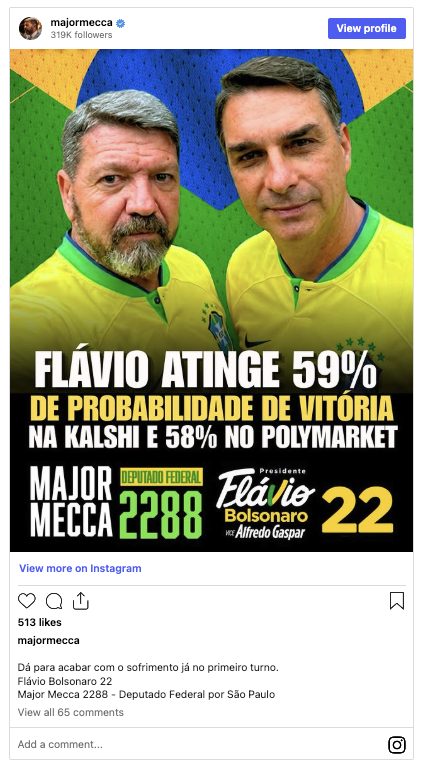 majormecca
319K followers
View profile
FLÁVIO ATINGE 59%
DE PROBABILIDADE DE VITÓRIA
NA KALSHI E 58% NO POLYMARKET
MAJOR
MECCA
DEPUTADO FEDERAL
2288
Presidente
Flávio
Bolsonaro
VICE Alfredo Gaspar
22
View more on Instagram
513 likes
majormecca
Dá para acabar com o sofrimento já no primeiro turno.
Flávio Bolsonaro 22
Major Mecca 2288 - Deputado Federal por São Paulo
View all 65 comments
Add a comment...